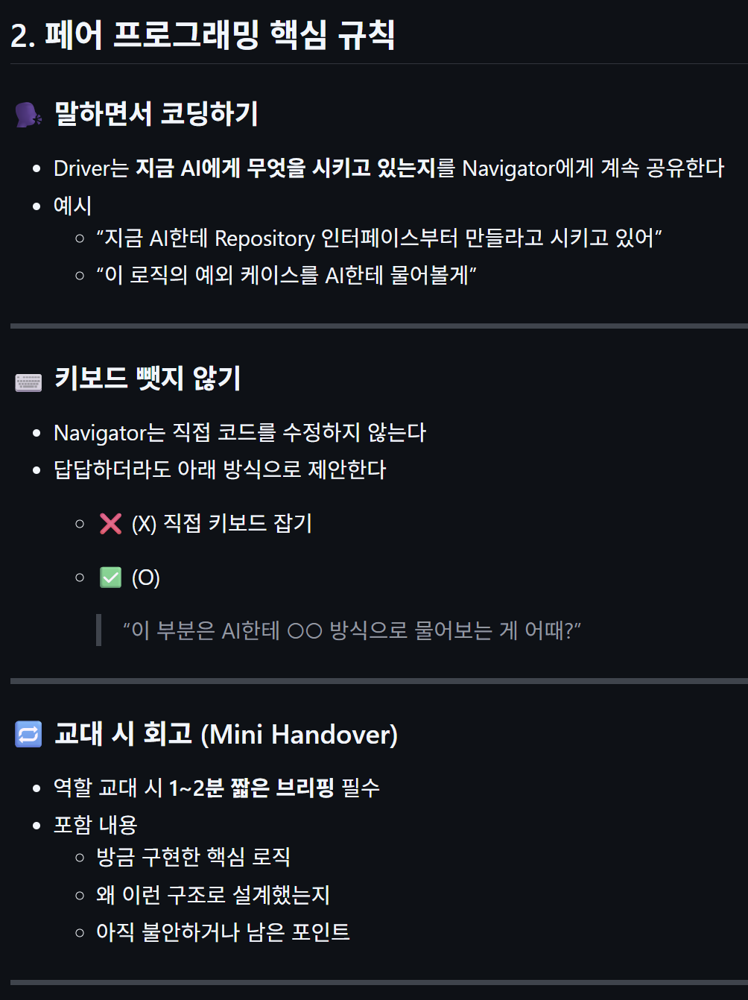 2. 페어 프로그래밍 핵심 규칙
🗣️ 말하면서 코딩하기
Driver는 지금 AI에게 무엇을 시키고 있는지를 Navigator에게 계속 공유한다
예시
“지금 AI한테 Repository 인터페이스부터 만들라고 시키고 있어”
“이 로직의 예외 케이스를 AI한테 물어볼게”
⌨️ 키보드 뺏지 않기
Navigator는 직접 코드를 수정하지 않는다
답답하더라도 아래 방식으로 제안한다
❌ (X) 직접 키보드 잡기
✅ (O)
“이 부분은 AI한테 ○○ 방식으로 물어보는 게 어때?”
🔁 교대 시 회고 (Mini Handover)
역할 교대 시 1~2분 짧은 브리핑 필수
포함 내용
방금 구현한 핵심 로직
왜 이런 구조로 설계했는지
아직 불안하거나 남은 포인트